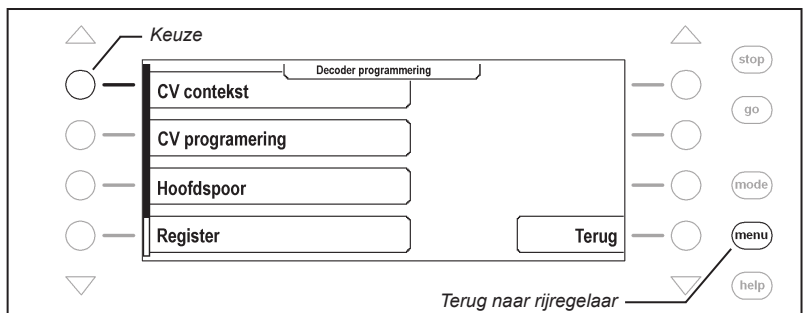 Keuze
stop
Decoder programmering
CV contekst
go
CV programering
Hoofdspoor
mode
Register
Terug
menu
help
Terug naar rijregelaar